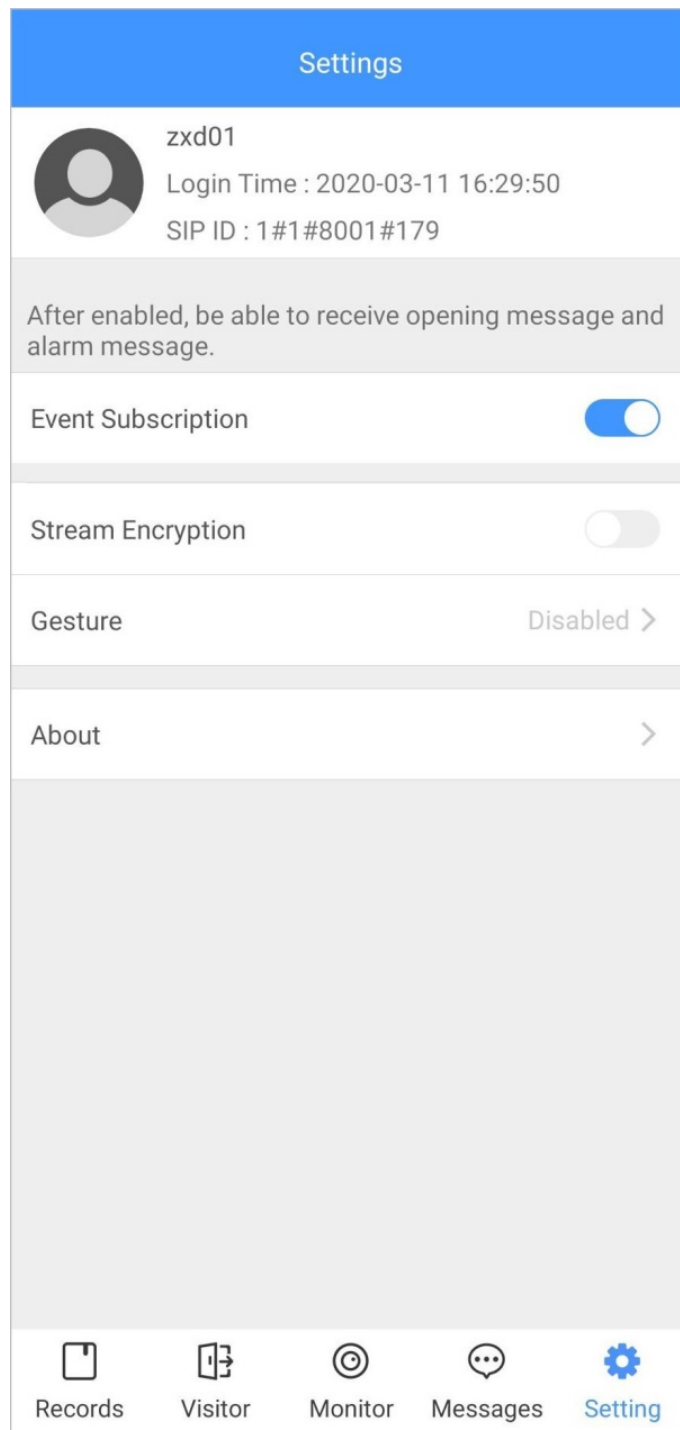 Settings
zxd01
Login Time : 2020-03-11 16:29:50
SIP ID : 1#1#8001#179
After enabled, be able to receive opening message and
alarm message.
Event Subscription
Stream Encryption
Gesture Disabled
About
Records Visitor Monitor Messages Setting